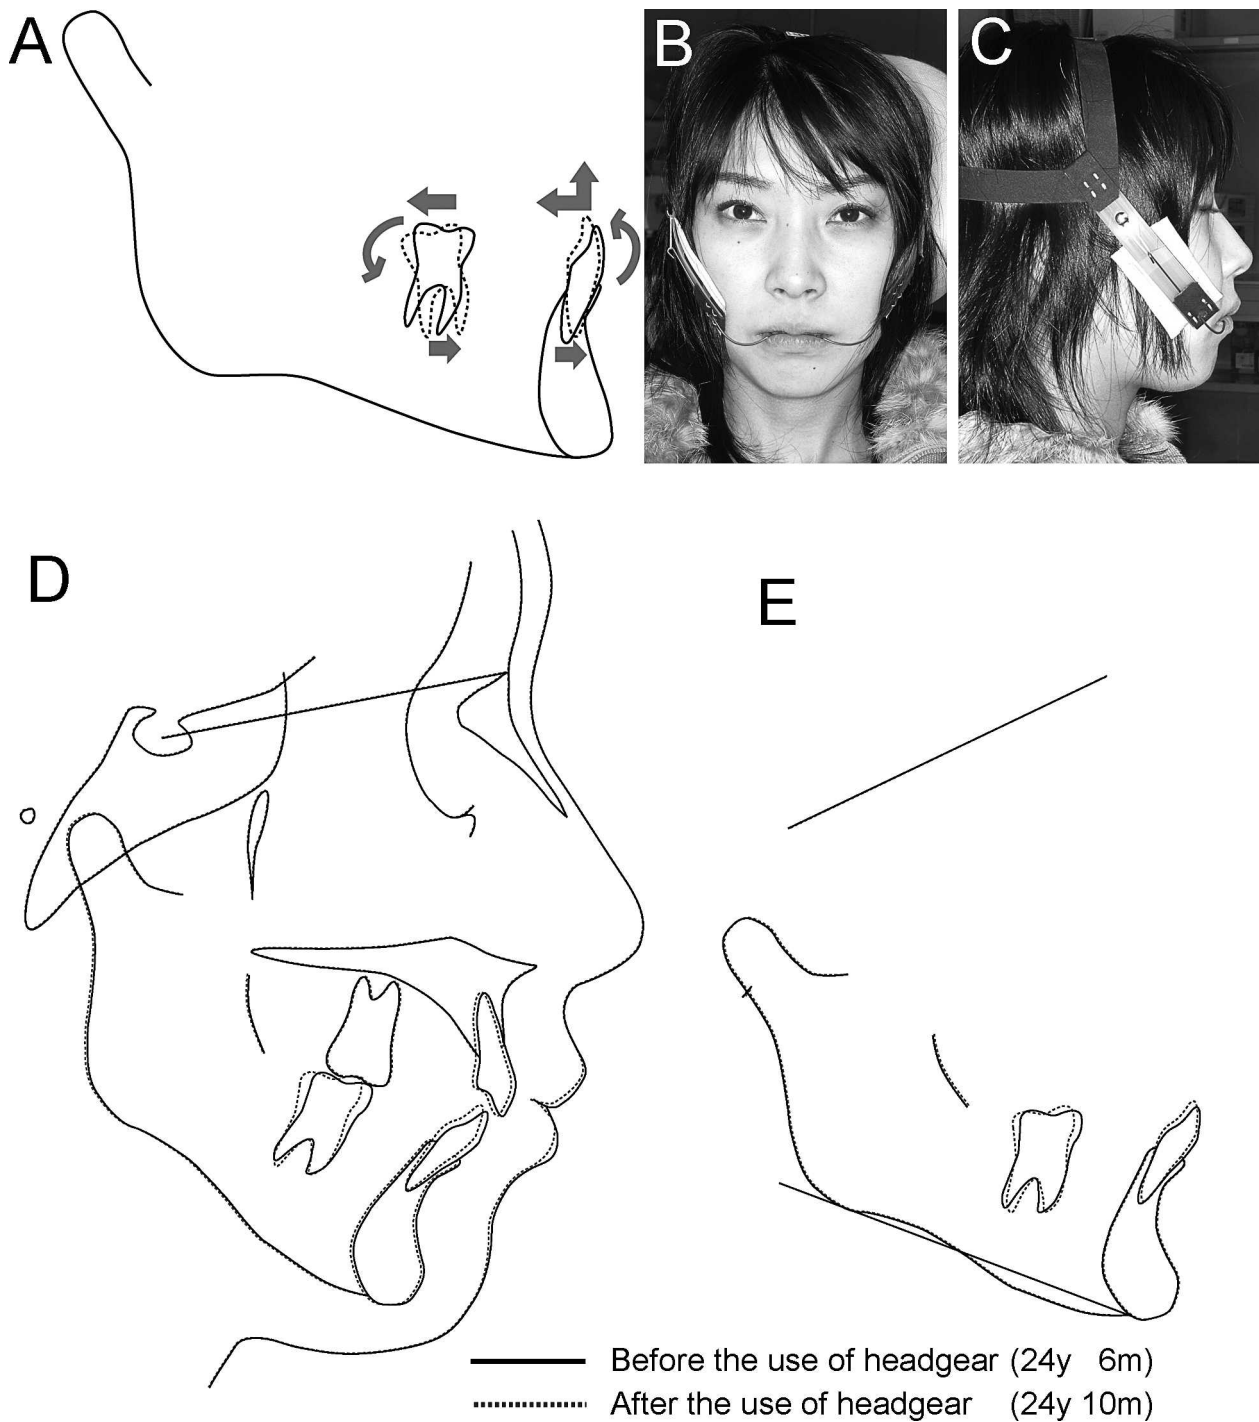 A
B
C
D
E
Before the use of headgear (24y 6m)
After the use of headgear (24y 10m)